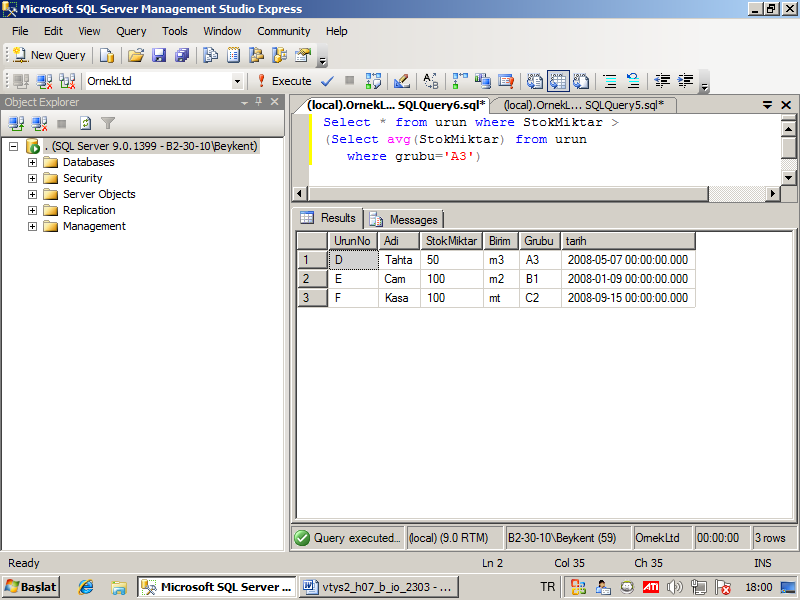 Microsoft SQL Server Management Studio Express
File Edit View Query Tools Window Community Help
New Query
OrnekLtd Execute
Object Explorer
(local).OrnekL... SQLQuery6.sql* (local).OrnekL... SQLQuery5.sql*
. (SQL Server 9.0.1399 - B2-30-10\Beykent)
Databases
Security
Server Objects
Replication
Management
Select * from urun where StokMiktar >
(Select avg(StokMiktar) from urun
where grubu='A3')
Results Messages
UrunNo Adi StokMiktar Birim Grubu tarih
1 D Tahta 50 m3 A3 2008-05-07 00:00:00.000
2 E Cam 100 m2 B1 2008-01-09 00:00:00.000
3 F Kasa 100 mt C2 2008-09-15 00:00:00.000
Query executed... (local) (9.0 RTM) B2-30-10\Beykent (59) OrnekLtd 00:00:00 3 rows
Ready Ln 2 Col 35 Ch 35 INS
Başlat Microsoft SQL Server ... vtys2_h07_b_io_2303 - ... TR ATI 18:00